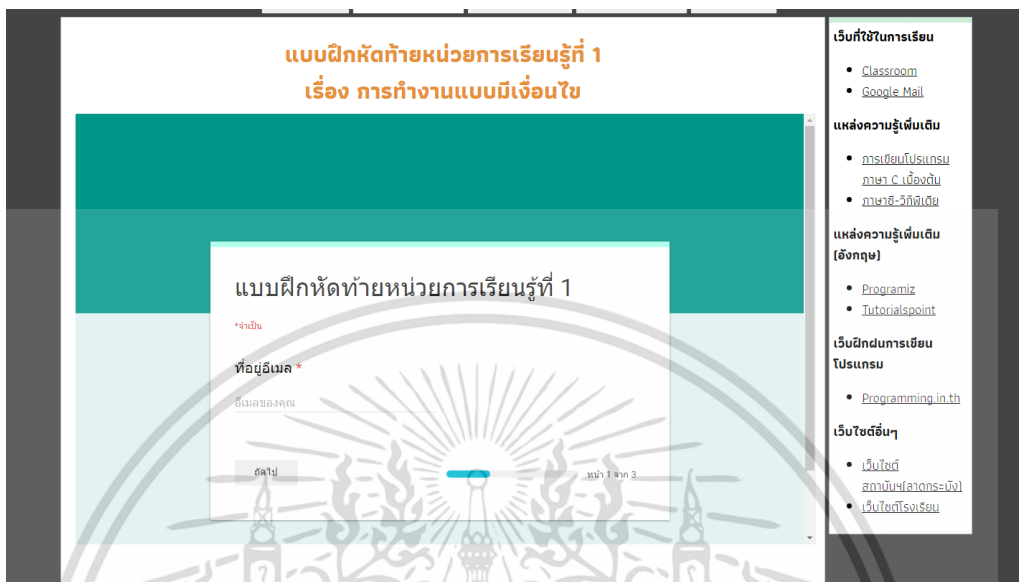 แบบฝึกหัดท้ายหน่วยการเรียนรู้ที่ 1
เรื่อง การทำงานแบบมีเงื่อนไข
แบบฝึกหัดท้ายหน่วยการเรียนรู้ที่ 1
*จำเป็น
ที่อยู่อีเมล *
อีเมลของคุณ
ถัดไป
หน้า 1 จาก 3
เว็บที่ใช้ในการเรียน
Classroom
Google Mail
แหล่งความรู้เพิ่มเติม
การเขียนโปรแกรม
ภาษา C เบื้องต้น
ภาษาซี-วิกิพีเดีย
แหล่งความรู้เพิ่มเติม
(อังกฤษ)
Programiz
Tutorialspoint
เว็บฝึกฝนการเขียน
โปรแกรม
Programming.in.th
เว็บไซต์อื่นๆ
เว็บไซต์
สถาบันฯ(ลาดกระบัง)
เว็บไซต์โรงเรียน